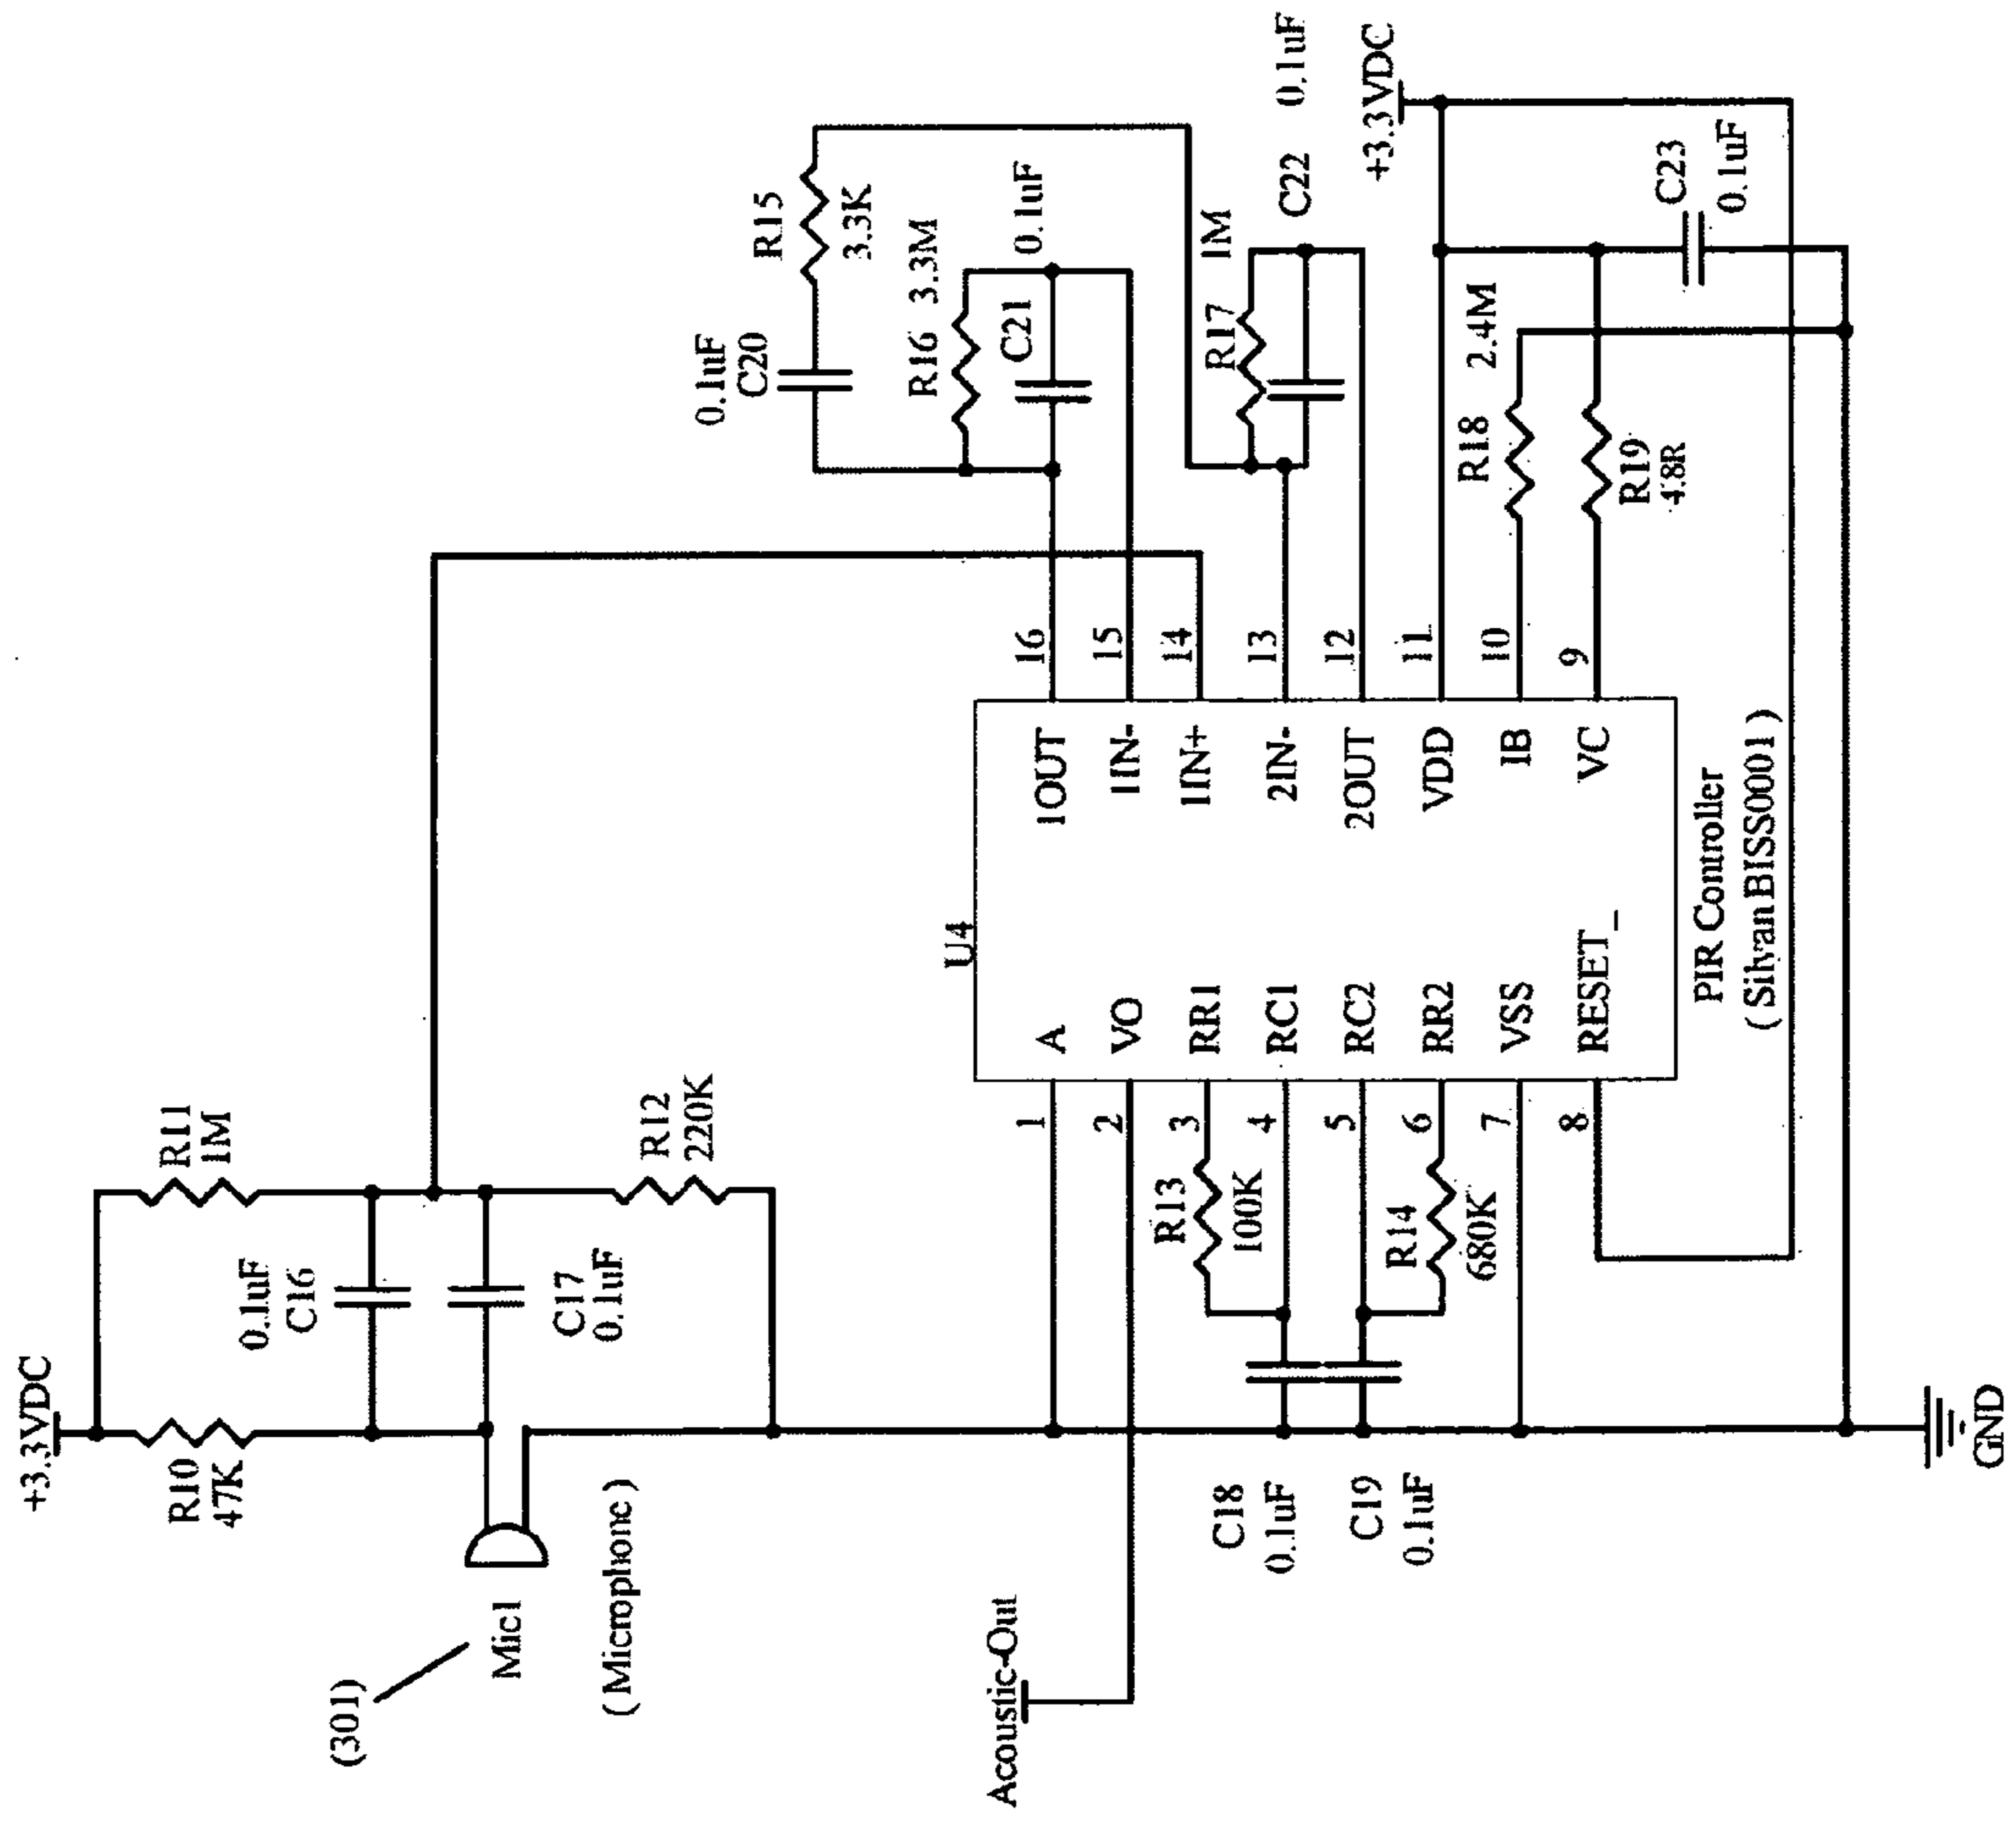 +3.3VDC
R10
47K
R11
1M
0.1uF
C16
C17
0.1uF
R12
220K
(301)
Mic1
(Microphone)
Acoustic-Out
U4
A
VO
RR1
RC1
RC2
RR2
VSS
RESET_
1
2
3
4
5
6
7
8
1OUT
1IN-
1IN+
2IN-
2OUT
VDD
IB
VC
16
15
14
13
12
11
10
9
PIR Controller
(Silvan BISS0001)
R13
100K
R14
680K
C18
0.1uF
C19
0.1uF
0.1uF
C20
R15
3.3K
R16 3.3M
C21 0.1uF
R17 1M
C22 0.1uF
+3.3VDC
R18 2.4M
R19
4.8R
C23
0.1uF
GND